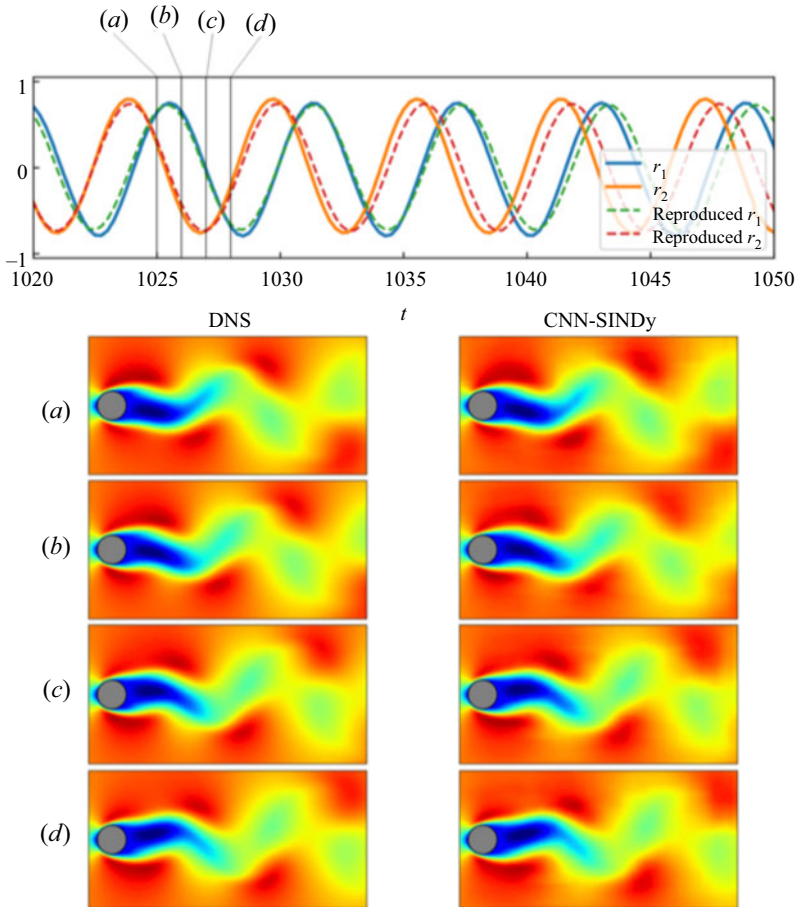 (a) (b) (c) (d)
1
0
–1
r1
r2
Reproduced r1
Reproduced r2
1020 1025 1030 1035 1040 1045 1050
t
DNS CNN-SINDy
(a)
(b)
(c)
(d)